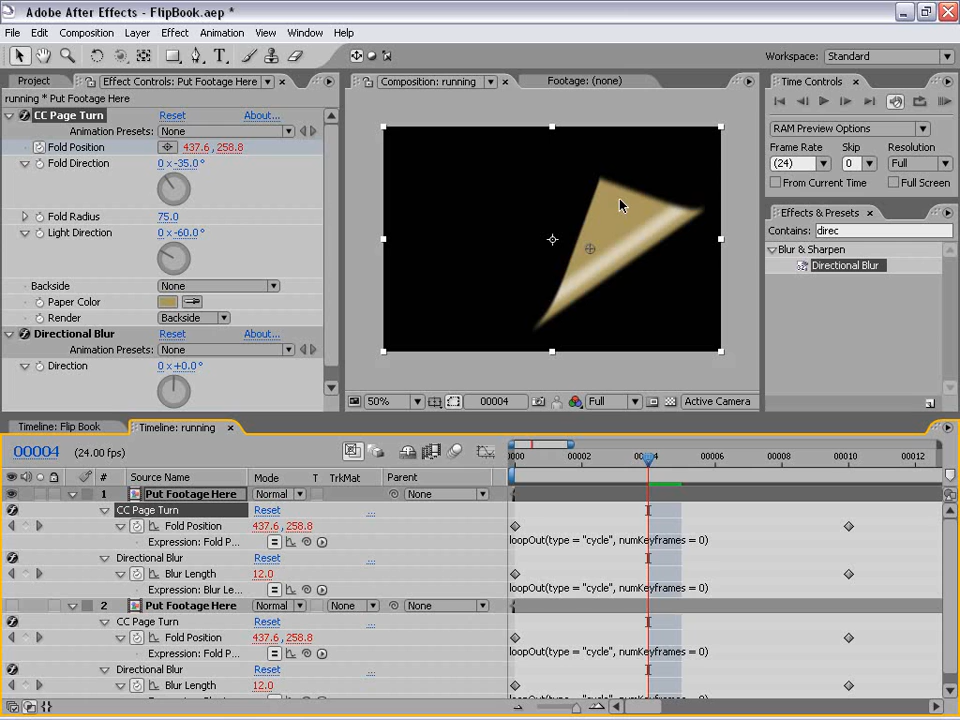 Adobe After Effects - FlipBook.aep *
File Edit Composition Layer Effect Animation View Window Help
Workspace: Standard
Project Effect Controls: Put Footage Here
Composition: running Footage: (none)
Time Controls
running * Put Footage Here
CC Page Turn Reset About...
Animation Presets: None
Fold Position 437.6 , 258.8
Fold Direction 0 x-35.0 °
Fold Radius 75.0
Light Direction 0 x-60.0 °
Backside None
Paper Color
Render Backside
Directional Blur Reset About...
Animation Presets: None
Direction 0 x+0.0 °
50% 00004 Full Active Camera
RAM Preview Options
Frame Rate Skip Resolution
(24) 0 Full
From Current Time Full Screen
Effects & Presets
Contains: direc
Blur & Sharpen
Directional Blur
Timeline: Flip Book Timeline: running
00004 (24.00 fps)
0000 00002 00004 00006 00008 00010 00012
# Source Name Mode T TrkMat Parent
1 Put Footage Here Normal None
CC Page Turn Reset ...
Fold Position 437.6 , 258.8
Expression: Fold P... loopOut(type = "cycle", numKeyframes = 0)
Directional Blur Reset ...
Blur Length 12.0
Expression: Blur Le... loopOut(type = "cycle", numKeyframes = 0)
2 Put Footage Here Normal None None
CC Page Turn Reset ...
Fold Position 437.6 , 258.8
Expression: Fold P... loopOut(type = "cycle", numKeyframes = 0)
Directional Blur Reset ...
Blur Length 12.0